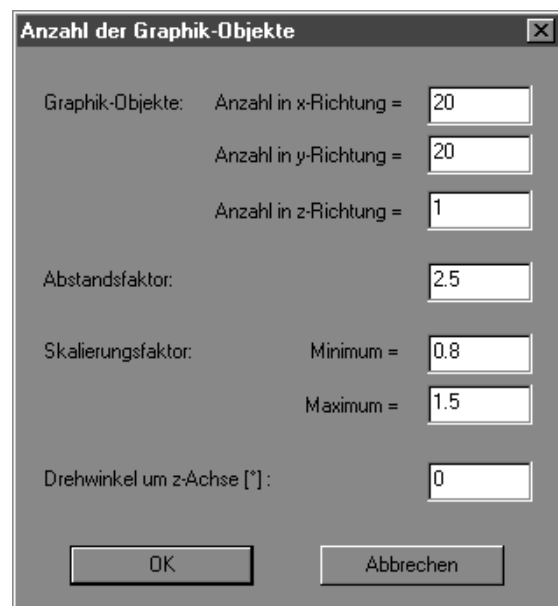 Anzahl der Graphik-Objekte
Graphik-Objekte: Anzahl in x-Richtung = 20
Anzahl in y-Richtung = 20
Anzahl in z-Richtung = 1
Abstandsfaktor: 2.5
Skalierungsfaktor: Minimum = 0.8
Maximum = 1.5
Drehwinkel um z-Achse [°] : 0
OK Abbrechen